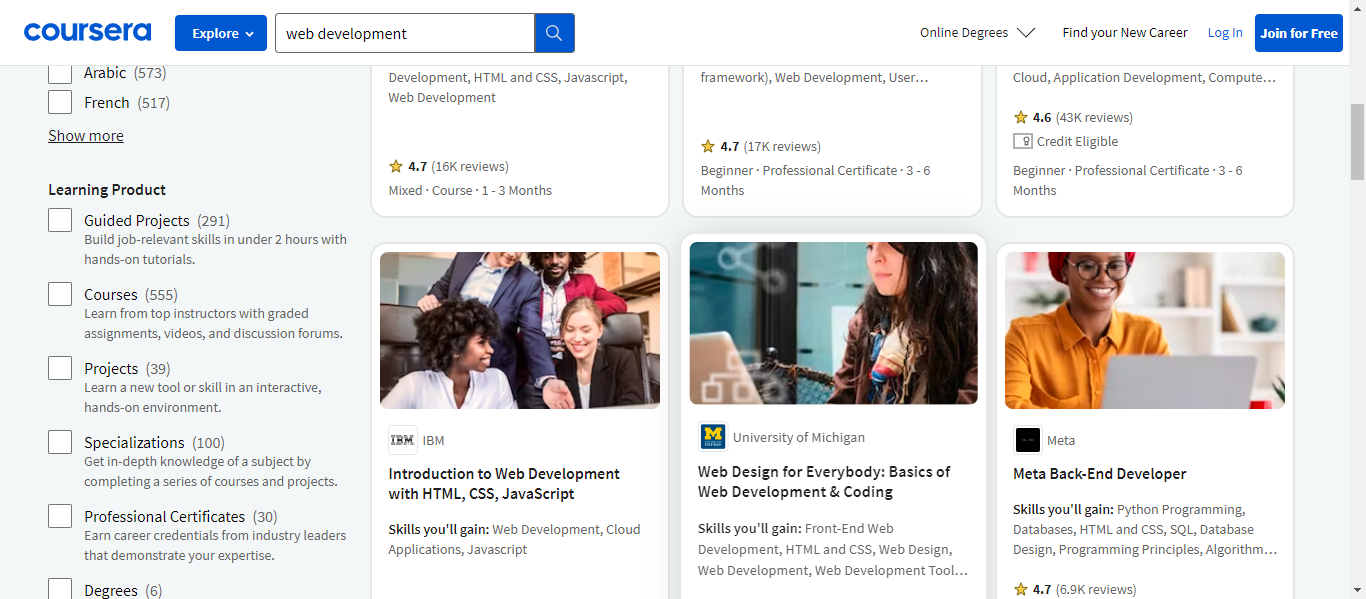 coursera
Explore
web development
Online Degrees
Find your New Career
Log In
Join for Free
Arabic (573)
French (517)
Show more
Learning Product
Guided Projects (291)
Build job-relevant skills in under 2 hours with
hands-on tutorials.
Courses (555)
Learn from top instructors with graded
assignments, videos, and discussion forums.
Projects (39)
Learn a new tool or skill in an interactive,
hands-on environment.
Specializations (100)
Get in-depth knowledge of a subject by
completing a series of courses and projects.
Professional Certificates (30)
Earn career credentials from industry leaders
that demonstrate your expertise.
Degrees (6)
Development, HTML and CSS, Javascript,
Web Development
4.7 (16K reviews)
Mixed · Course · 1 - 3 Months
framework), Web Development, User…
4.7 (17K reviews)
Beginner · Professional Certificate · 3 - 6
Months
Cloud, Application Development, Compute…
4.6 (43K reviews)
Credit Eligible
Beginner · Professional Certificate · 3 - 6
Months
IBM IBM
Introduction to Web Development
with HTML, CSS, JavaScript
Skills you'll gain: Web Development, Cloud
Applications, Javascript
M University of Michigan
Web Design for Everybody: Basics of
Web Development & Coding
Skills you'll gain: Front-End Web
Development, HTML and CSS, Web Design,
Web Development, Web Development Tool…
Meta
Meta Back-End Developer
Skills you'll gain: Python Programming,
Databases, HTML and CSS, SQL, Database
Design, Programming Principles, Algorithm…
4.7 (6.9K reviews)